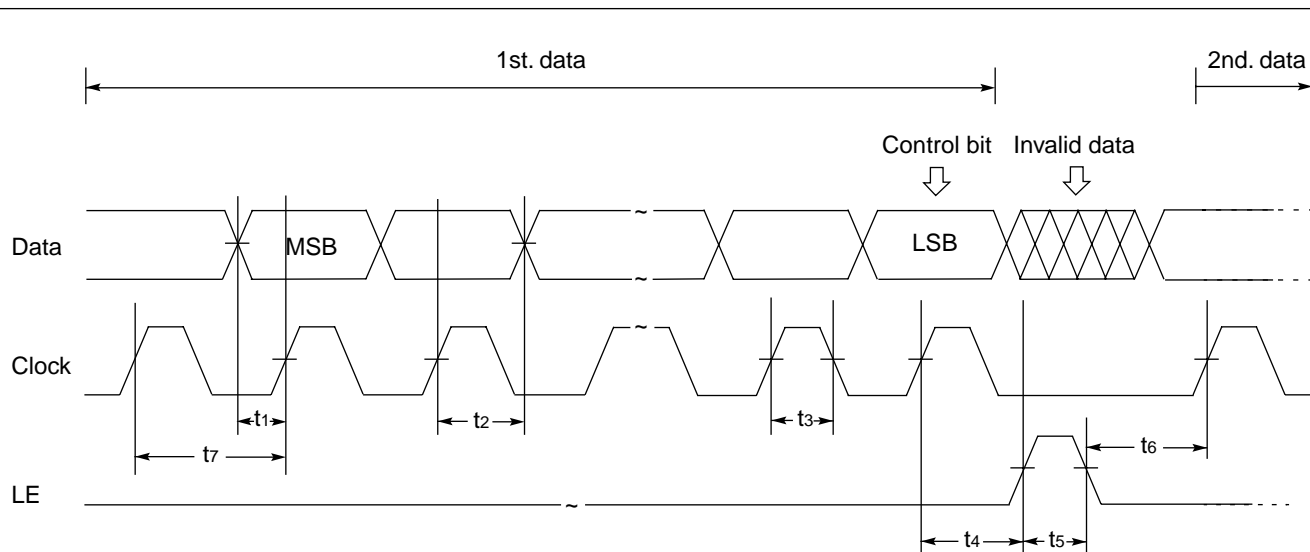 1st. data
2nd. data
Control bit Invalid data
Data MSB ~ ~ LSB
Clock ~
t1 t2 t3
t7 t6
LE ~
t4 t5